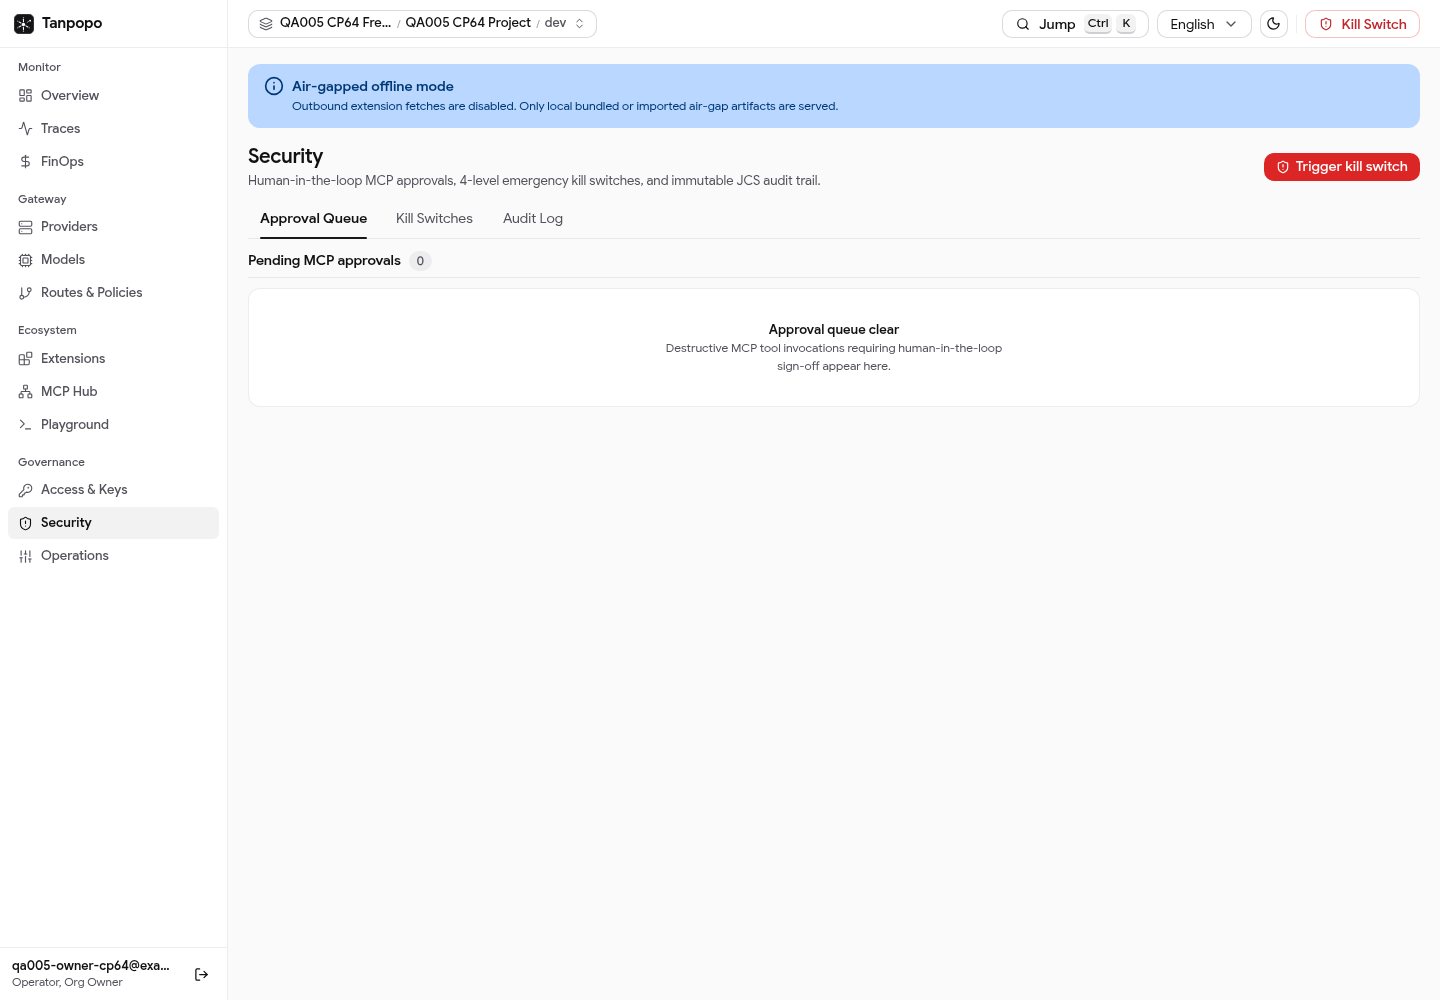 Tanpopo
QA005 CP64 Fre... / QA005 CP64 Project / dev
Jump Ctrl K
English
Kill Switch
Monitor
Overview
Traces
FinOps
Gateway
Providers
Models
Routes & Policies
Ecosystem
Extensions
MCP Hub
Playground
Governance
Access & Keys
Security
Operations
qa005-owner-cp64@exa...
Operator, Org Owner
Air-gapped offline mode
Outbound extension fetches are disabled. Only local bundled or imported air-gap artifacts are served.
Security
Human-in-the-loop MCP approvals, 4-level emergency kill switches, and immutable JCS audit trail.
Trigger kill switch
Approval Queue
Kill Switches
Audit Log
Pending MCP approvals 0
Approval queue clear
Destructive MCP tool invocations requiring human-in-the-loop
sign-off appear here.